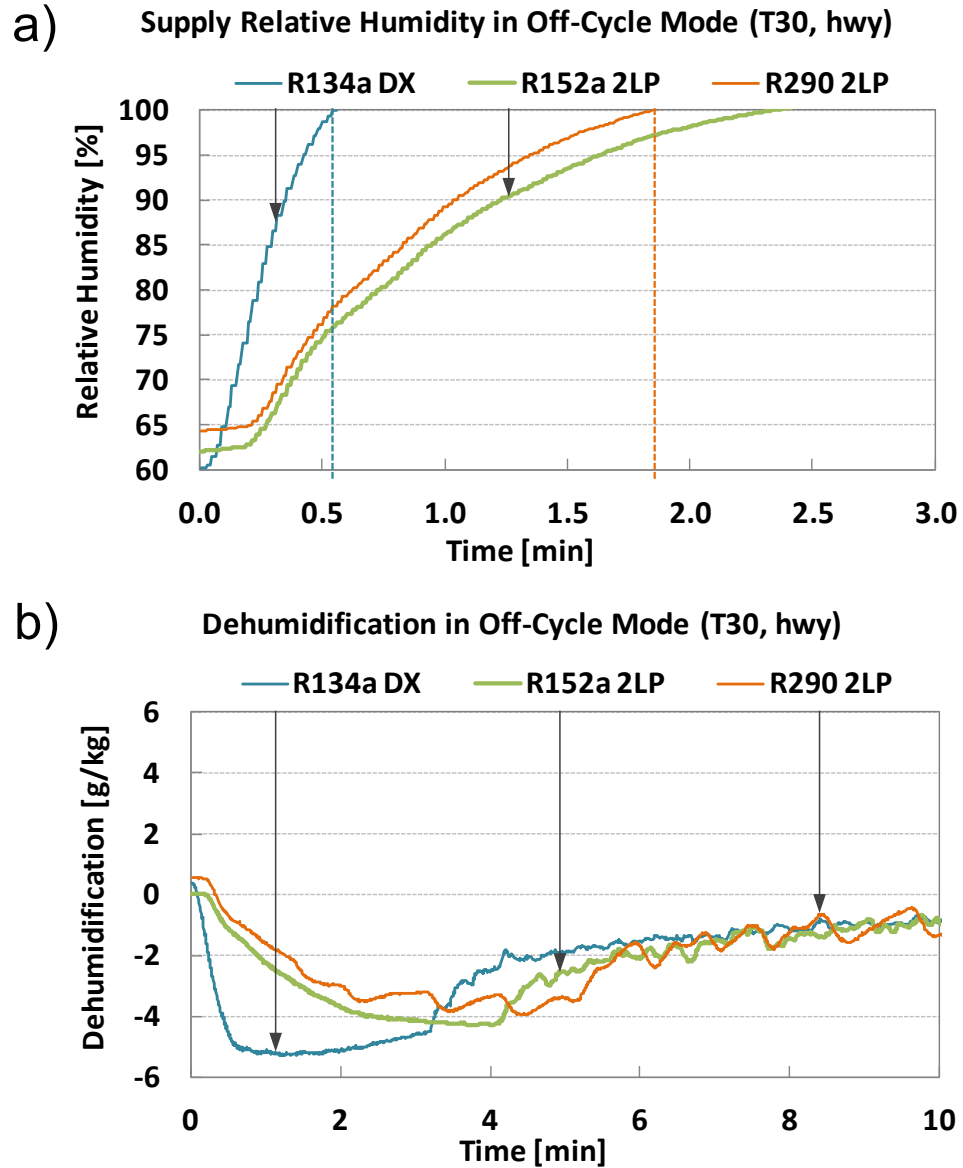 a)
Supply Relative Humidity in Off-Cycle Mode (T30, hwy)
R134a DX R152a 2LP R290 2LP
Relative Humidity [%]
100
95
90
85
80
75
70
65
60
0.0 0.5 1.0 1.5 2.0 2.5 3.0
Time [min]
b)
Dehumidification in Off-Cycle Mode (T30, hwy)
R134a DX R152a 2LP R290 2LP
Dehumidification [g/kg]
6
4
2
0
-2
-4
-6
0 2 4 6 8 10
Time [min]